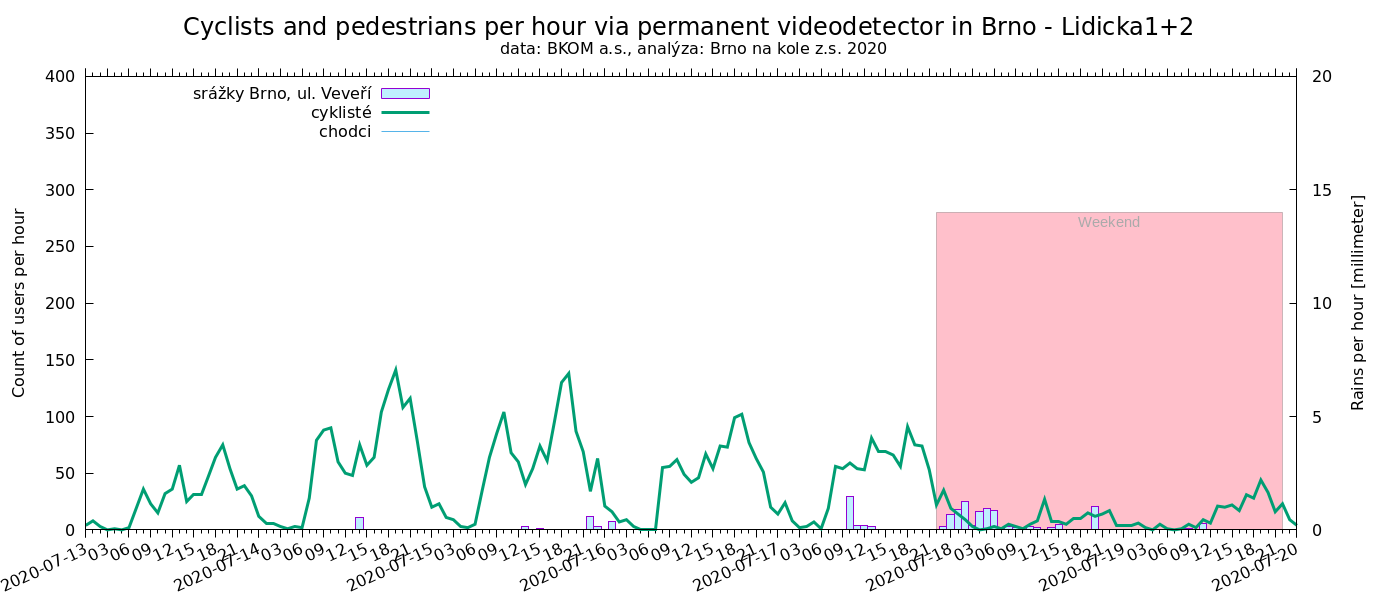 Cyclists and pedestrians per hour via permanent videodetector in Brno - Lidicka1+2
data: BKOM a.s., analýza: Brno na kole z.s. 2020
400
350
300
250
200
150
100
50
0
Count of users per hour
srážky Brno, ul. Veveří
cyklisté
chodci
Weekend
20
15
10
5
0
Rains per hour [millimeter]
2020-07-13 03 06 09 12 15 18 21 2020-07-14 03 06 09 12 15 18 21 2020-07-15 03 06 09 12 15 18 21 2020-07-16 03 06 09 12 15 18 21 2020-07-17 03 06 09 12 15 18 21 2020-07-18 03 06 09 12 15 18 21 2020-07-19 03 06 09 12 15 18 21 2020-07-20